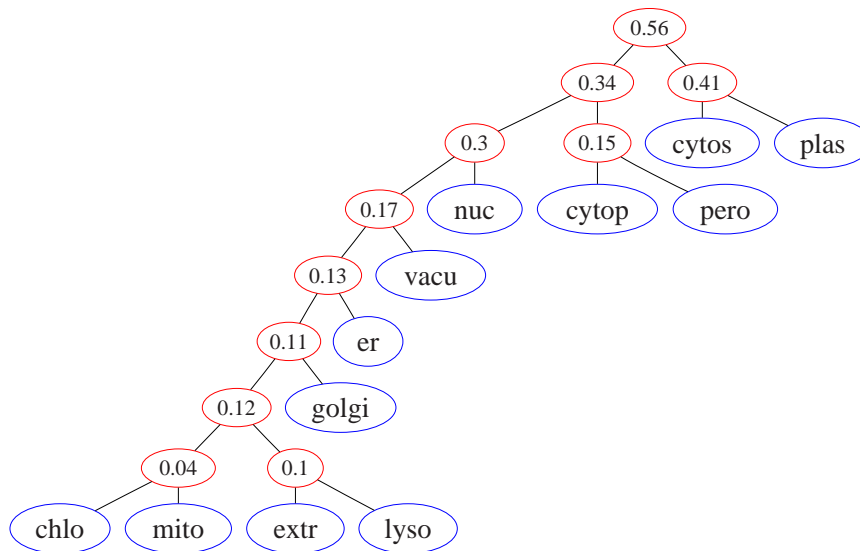 0.56
0.34 0.41
0.3 0.15 cytos plas
0.17 nuc cytop pero
0.13 vacu
0.11 er
0.12 golgi
0.04 0.1
chlo mito extr lyso